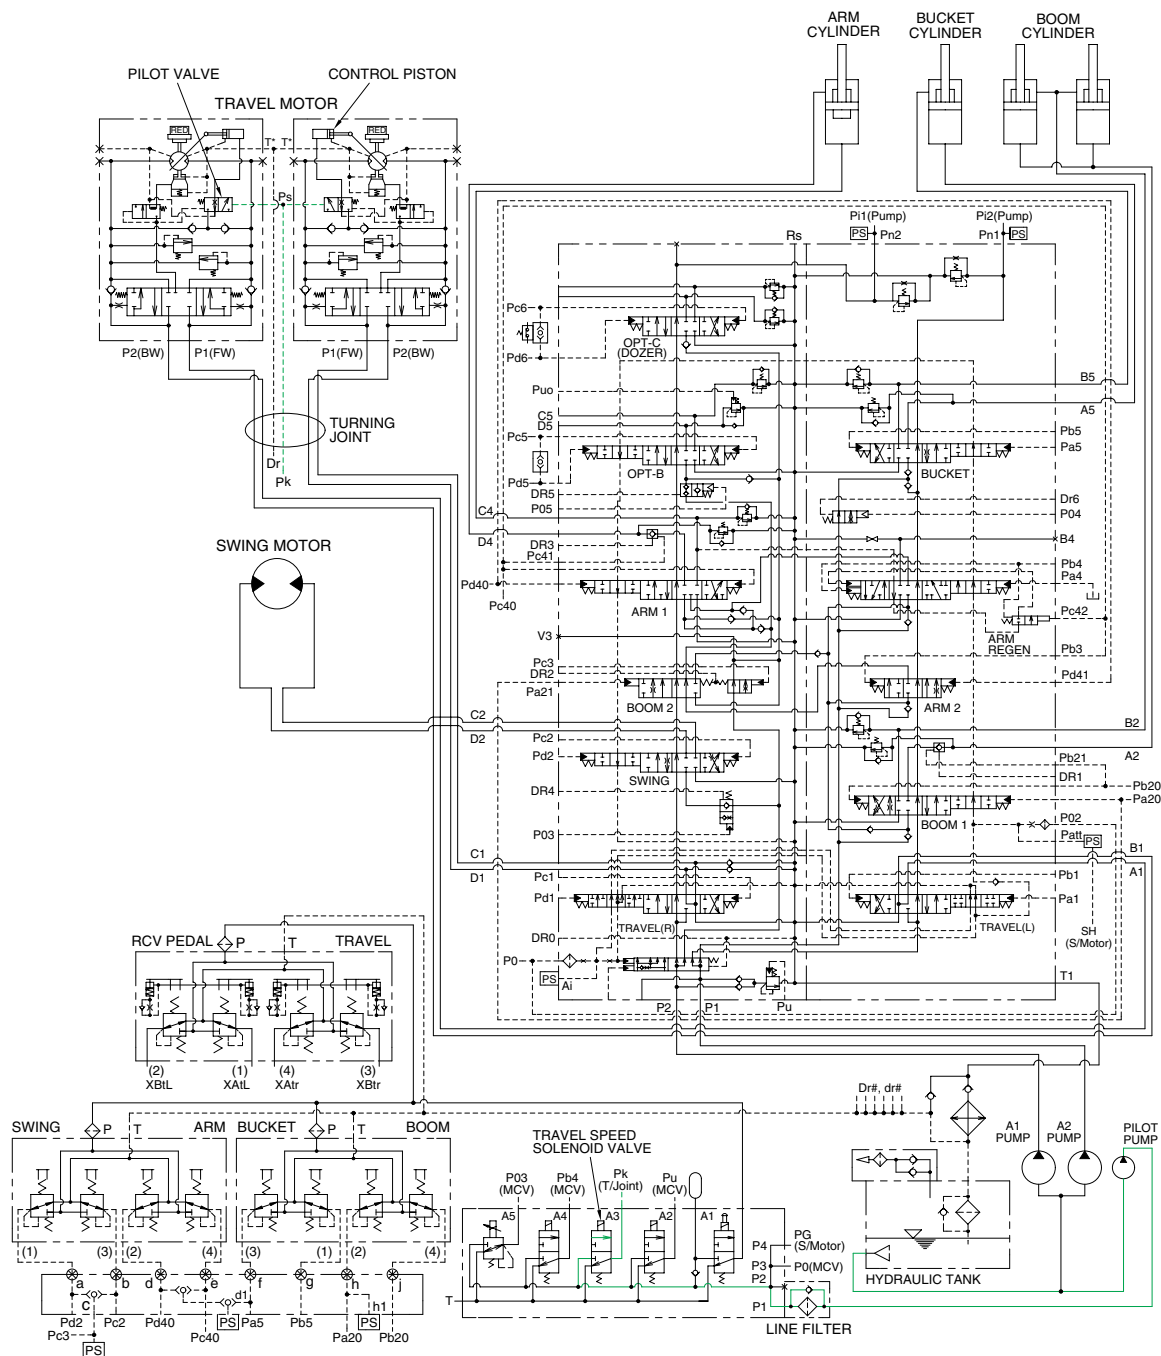 ARM
CYLINDER
BUCKET
CYLINDER
BOOM
CYLINDER
PILOT VALVE
CONTROL PISTON
TRAVEL MOTOR
RED
RED
T*
T*
Ps
P2(BW)
P1(FW)
P1(FW)
P2(BW)
TURNING
JOINT
Dr
Pk
SWING MOTOR
Pi1(Pump)
Pi2(Pump)
PS
Pn2
Rs
Pn1
PS
Pc6
Pd6
OPT-C
(DOZER)
Puo
C5
D5
Pc5
Pd5
OPT-B
DR5
P05
C4
D4
DR3
Pc41
Pd40
Pc40
ARM 1
V3
Pc3
DR2
Pa21
BOOM 2
C2
D2
Pc2
Pd2
SWING
DR4
P03
C1
D1
Pc1
Pd1
TRAVEL(R)
DR0
P0
PS
Ai
P2
P1
Pu
B5
A5
Pb5
Pa5
BUCKET
Dr6
P04
B4
Pb4
Pa4
Pc42
ARM
REGEN
Pb3
Pd41
ARM 2
B2
A2
Pb21
DR1
Pb20
Pa20
BOOM 1
P02
Patt
PS
B1
A1
Pb1
Pa1
TRAVEL(L)
SH
(S/Motor)
T1
RCV PEDAL
P
T
TRAVEL
(2)
XBtL
(1)
XAtL
(4)
XAtr
(3)
XBtr
SWING
P
T
ARM
BUCKET
P
T
BOOM
(1)
(3)
(2)
(4)
(3)
(1)
(2)
(4)
a
b
d
e
f
g
h
j
c
d1
h1
Pd2
Pc2
Pd40
PS
Pa5
Pb5
PS
Pc3
Pc40
Pa20
Pb20
PS
TRAVEL SPEED
SOLENOID VALVE
P03
(MCV)
Pb4
(MCV)
Pk
(T/Joint)
Pu
(MCV)
A5
A4
A3
A2
A1
P4
PG
(S/Motor)
P3
P0(MCV)
P2
P1
T
LINE FILTER
Dr#, dr#
A1
PUMP
A2
PUMP
PILOT
PUMP
HYDRAULIC TANK